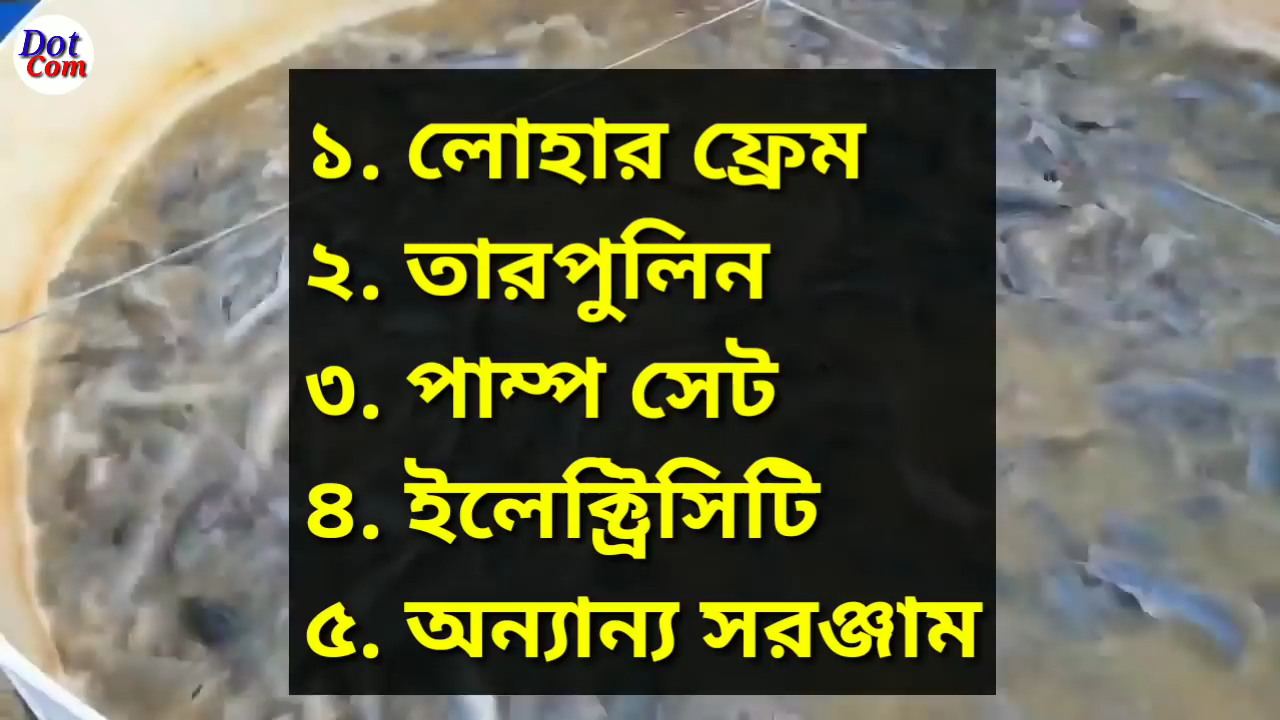 Dot
Com
১. লোহার ফ্রেম
২. তারপুলিন
৩. পাম্প সেট
৪. ইলেক্ট্রিসিটি
৫. অন্যান্য সরঞ্জাম